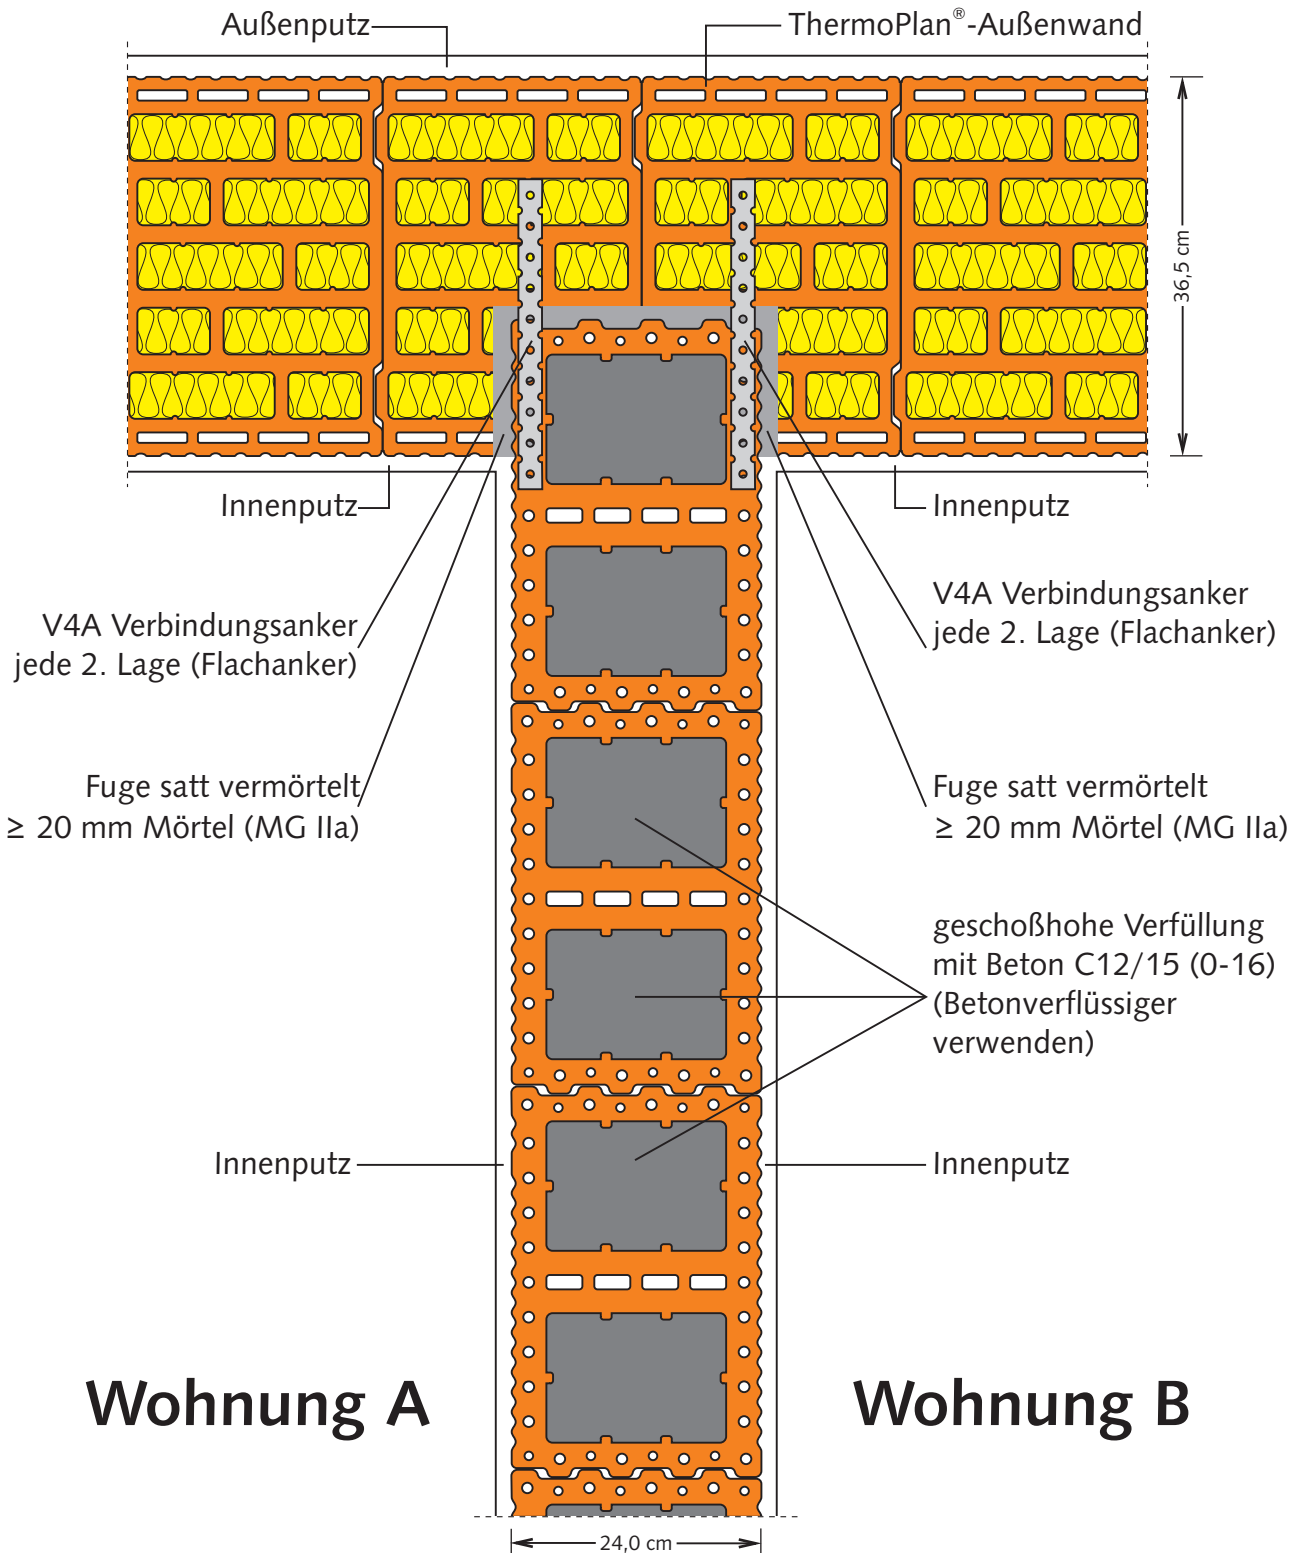 Außenputz
ThermoPlan®-Außenwand
36,5 cm
Innenputz
Innenputz
V4A Verbindungsanker
jede 2. Lage (Flachanker)
V4A Verbindungsanker
jede 2. Lage (Flachanker)
Fuge satt vermörtelt
≥ 20 mm Mörtel (MG IIa)
Fuge satt vermörtelt
≥ 20 mm Mörtel (MG IIa)
geschoßhohe Verfüllung
mit Beton C12/15 (0-16)
(Betonverflüssiger
verwenden)
Innenputz
Innenputz
Wohnung A
Wohnung B
24,0 cm